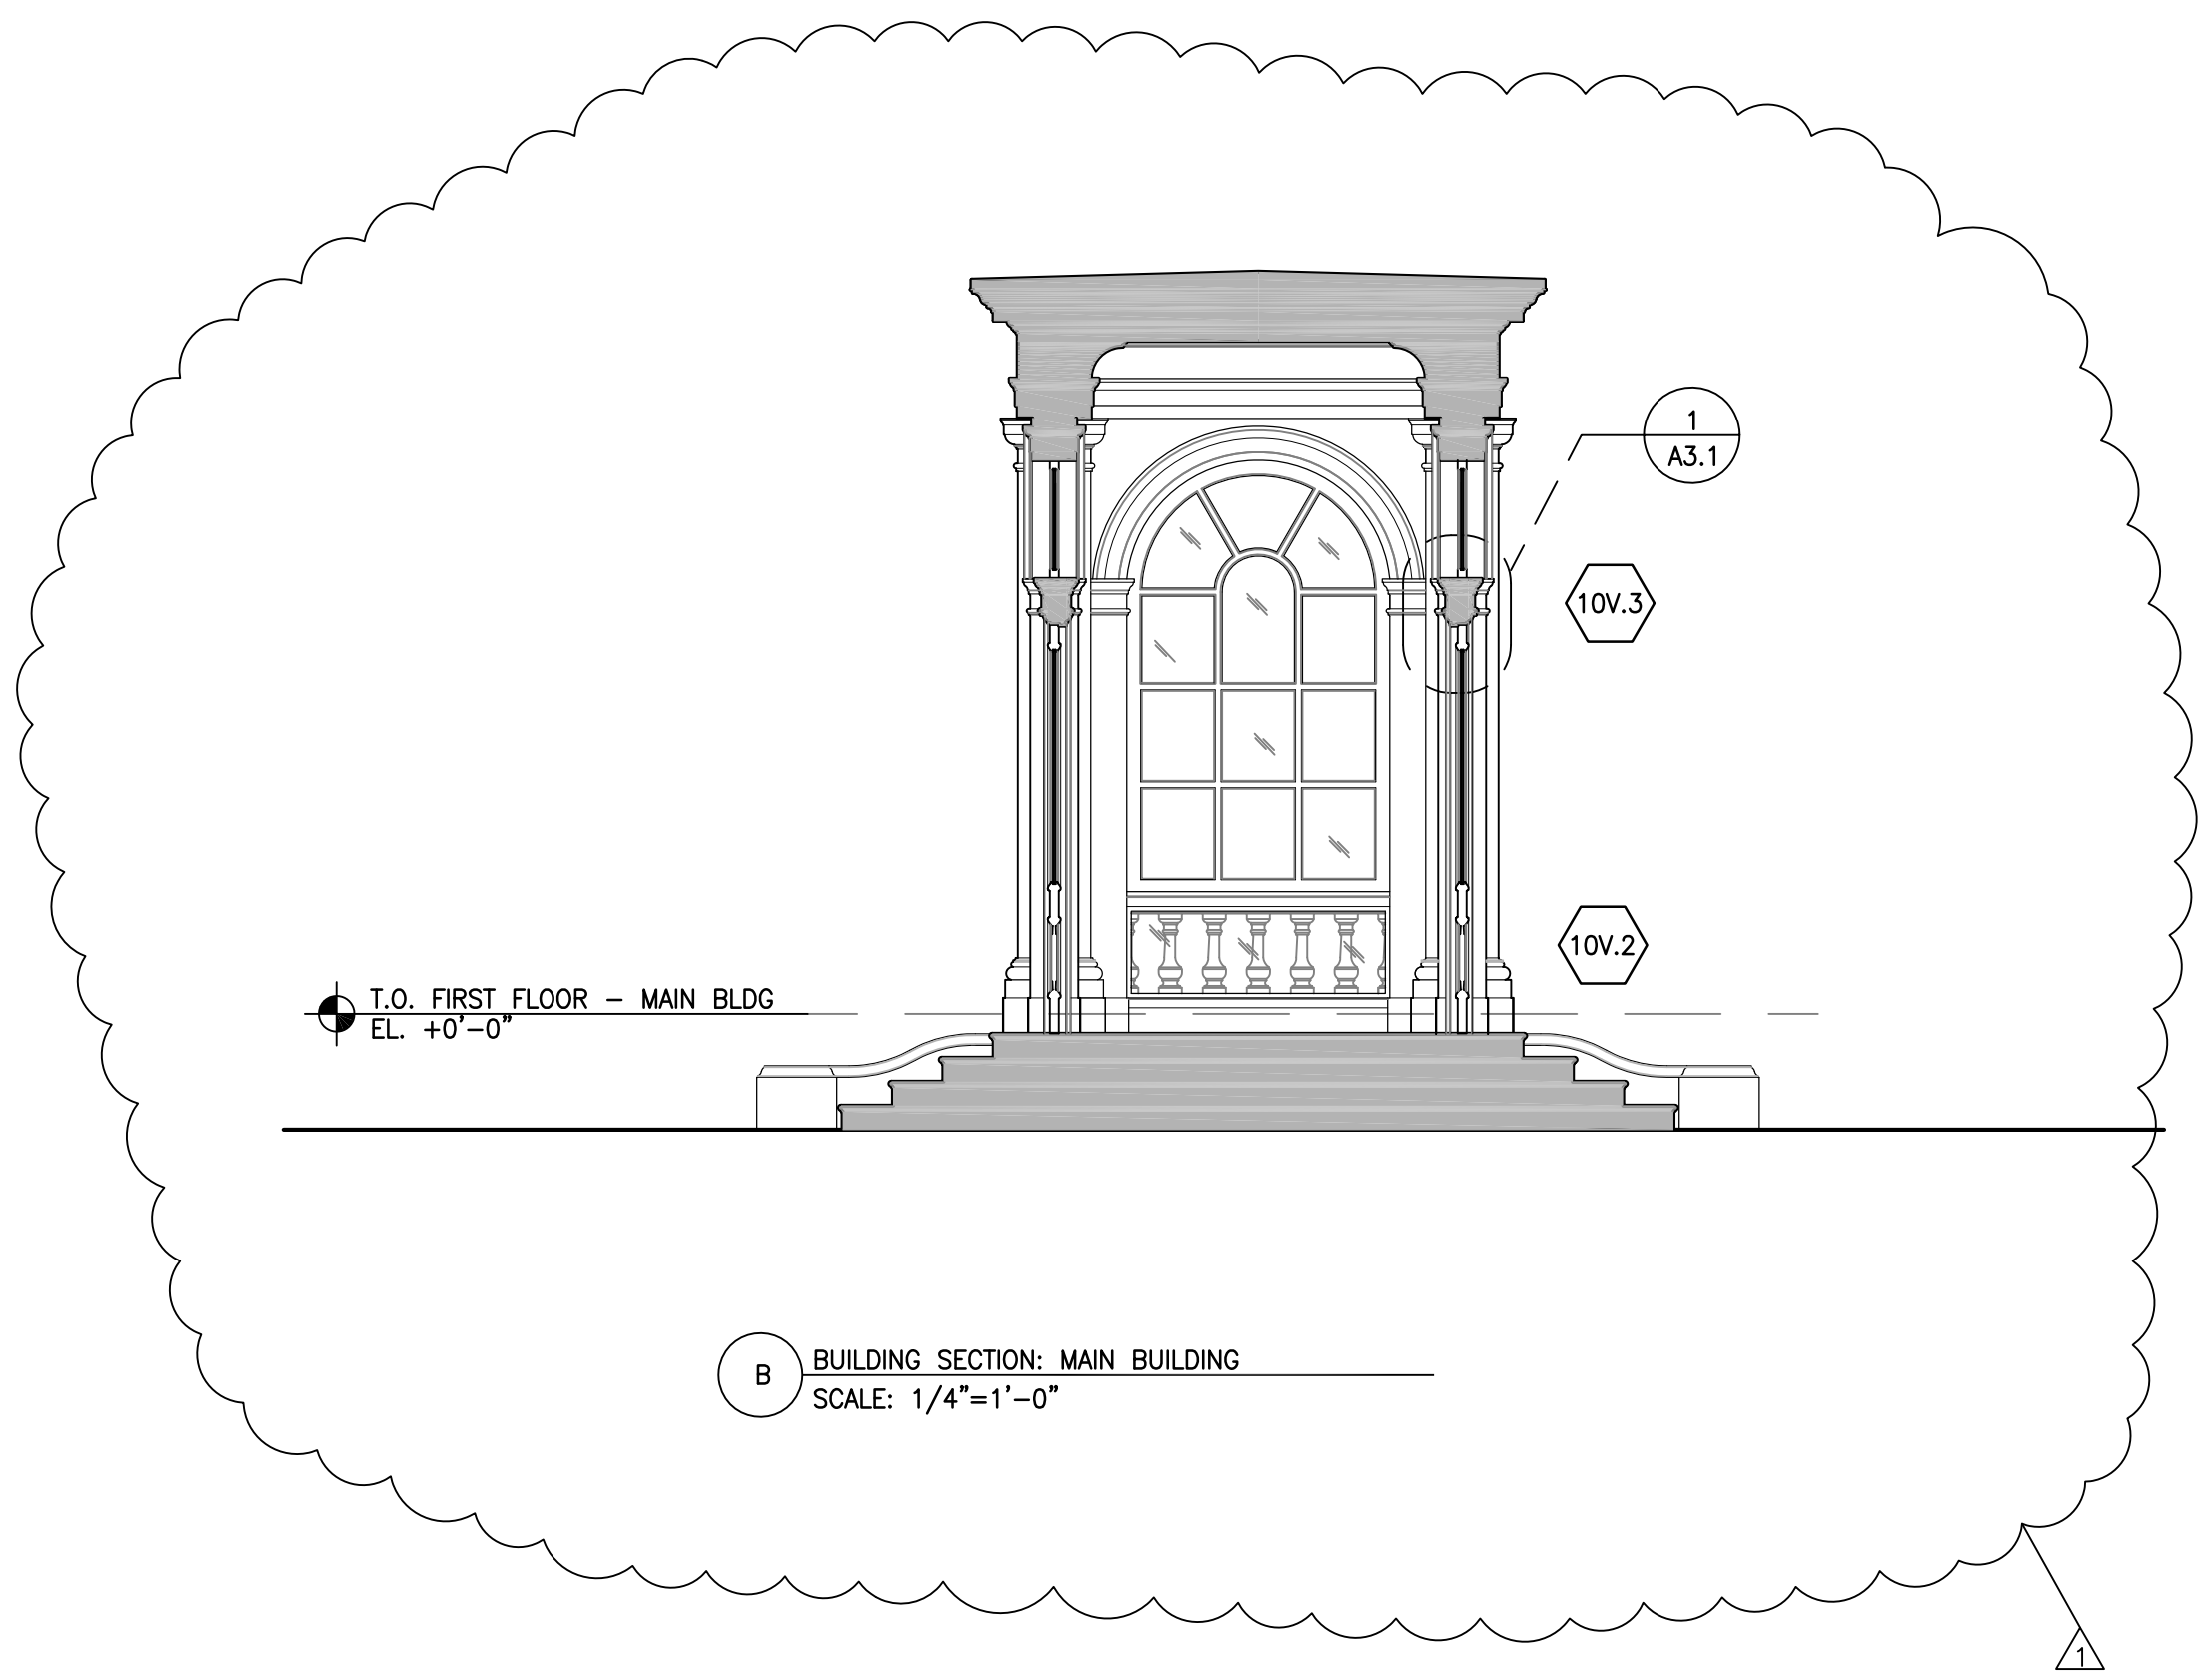 1
A3.1
10V.3
10V.2
T.O. FIRST FLOOR – MAIN BLDG
EL. +0'–0"
B
BUILDING SECTION: MAIN BUILDING
SCALE: 1/4"=1'–0"
1